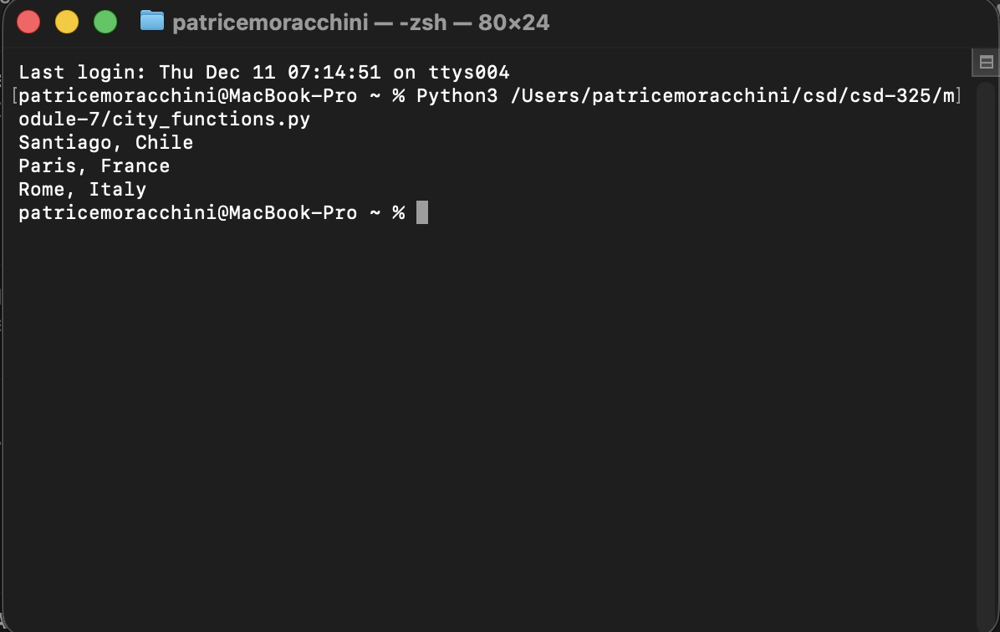 patricemoracchini — -zsh — 80×24
Last login: Thu Dec 11 07:14:51 on ttys004
[patricemoracchini@MacBook-Pro ~ % Python3 /Users/patricemoracchini/csd/csd-325/m]
odule-7/city_functions.py
Santiago, Chile
Paris, France
Rome, Italy
patricemoracchini@MacBook-Pro ~ %